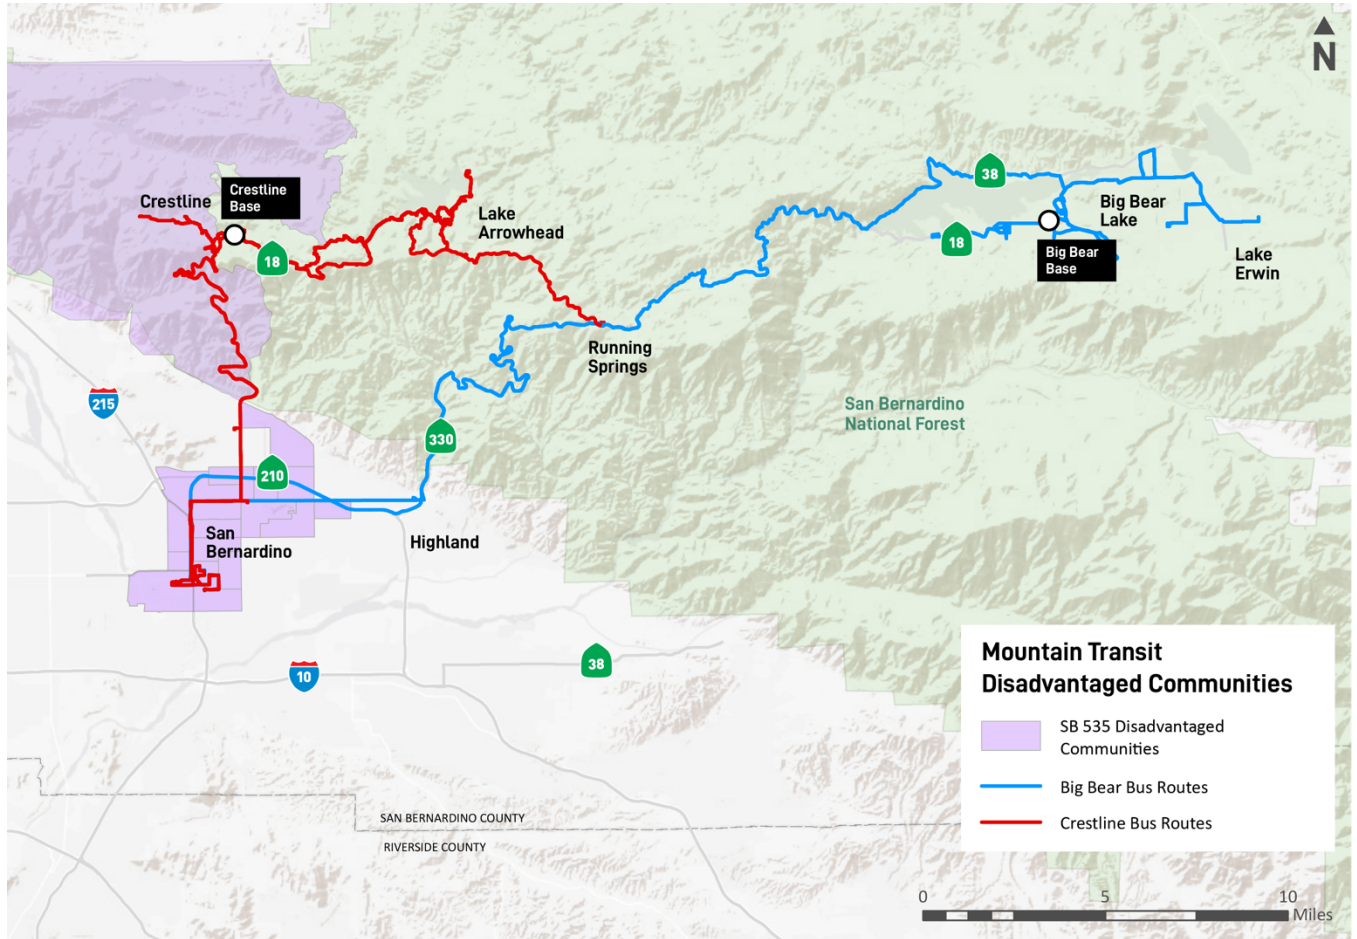 N
38
Crestline
Base
Crestline
Big Bear
Lake
Lake
Arrowhead
18
18
Big Bear
Base
Lake
Erwin
Running
Springs
215
San Bernardino
National Forest
330
210
San
Bernardino
Highland
38
10
Mountain Transit
Disadvantaged Communities
SB 535 Disadvantaged
Communities
Big Bear Bus Routes
Crestline Bus Routes
SAN BERNARDINO COUNTY
RIVERSIDE COUNTY
0 5 10
Miles